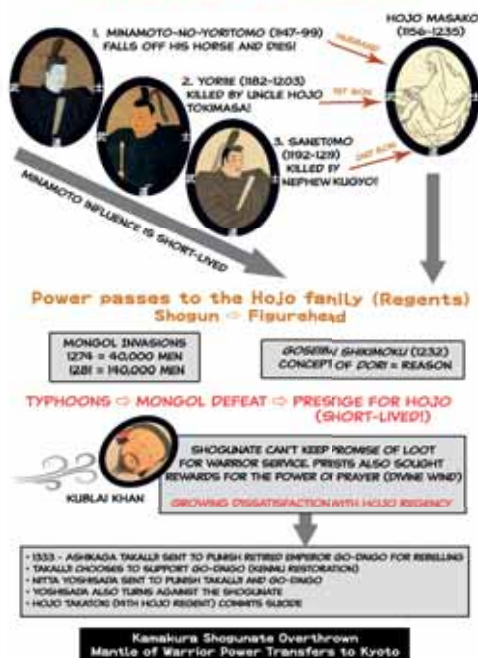 1. MINAMOTO-NO-YORITOMO (1147-99)
FALLS OFF HIS HORSE AND DIES!
HUSBAND
HOJO MASAKO
(1156-1235)
2. YORIIE (1182-1203)
KILLED BY UNCLE HOJO
TOKIMASA!
1ST SON
3. SANETOMO
(1192-1219)
KILLED BY
NEPHEW KUGYO!
2ND SON
MINAMOTO INFLUENCE IS SHORT-LIVED
Power passes to the Hojo family (Regents)
Shogun ⇨ Figurehead
MONGOL INVASIONS
1274 = 40,000 MEN
1281 = 140,000 MEN
GOSEIBAI SHIKIMOKU (1232)
CONCEPT OF DORI = REASON
TYPHOONS ⇨ MONGOL DEFEAT ⇨ PRESTIGE FOR HOJO
(SHORT-LIVED!)
KUBLAI KHAN
SHOGUNATE CAN'T KEEP PROMISE OF LOOT
FOR WARRIOR SERVICE. PRIESTS ALSO SOUGHT
REWARDS FOR THE POWER OF PRAYER (DIVINE WIND)
GROWING DISSATISFACTION WITH HOJO REGENCY
• 1333 - ASHIKAGA TAKAUJI SENT TO PUNISH RETIRED EMPEROR GO-DAIGO FOR REBELLING
• TAKAUJI CHOOSES TO SUPPORT GO-DAIGO (KENMU RESTORATION)
• NITTA YOSHISADA SENT TO PUNISH TAKAUJI AND GO-DAIGO
• YOSHISADA ALSO TURNS AGAINST THE SHOGUNATE
• HOJO TAKATOKI (14TH HOJO REGENT) COMMITS SUICIDE
Kamakura Shogunate Overthrown
Mantle of Warrior Power Transfers to Kyoto